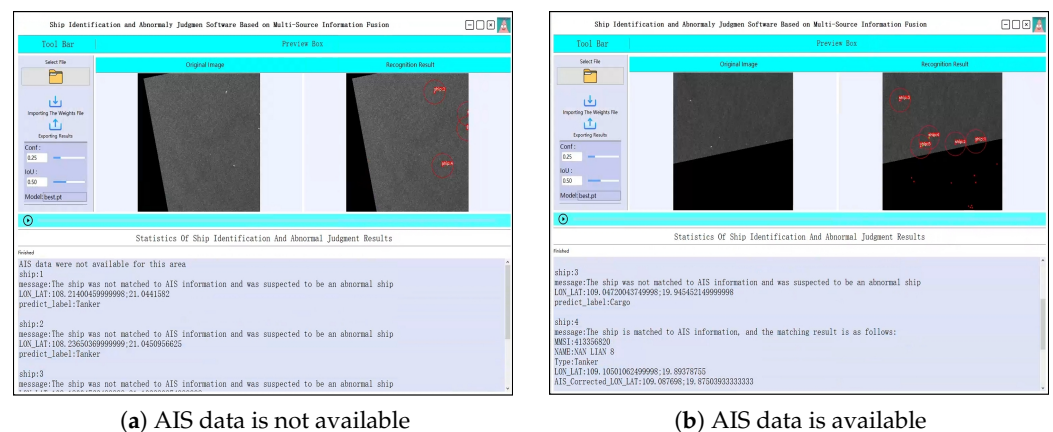 Ship Identification and Abnormaly Judgmen Software Based on Multi-Source Information Fusion
Tool Bar
Preview Box
Select File
Original Image
Recognition Result
Importing The Weights File
Exporting Results
Conf :
0.25
IoU :
0.50
Model: best.pt
ship:3
ship:4
Statistics Of Ship Identification And Abnormal Judgment Results
Finished
AIS data were not available for this area
ship:1
message:The ship was not matched to AIS information and was suspected to be an abnormal ship
LON_LAT:108.21400459999998;21.0441582
predict_label:Tanker
ship:2
message:The ship was not matched to AIS information and was suspected to be an abnormal ship
LON_LAT:108.23650369999999;21.0450956625
predict_label:Tanker
ship:3
message:The ship was not matched to AIS information and was suspected to be an abnormal ship
(a) AIS data is not available
Ship Identification and Abnormaly Judgmen Software Based on Multi-Source Information Fusion
Tool Bar
Preview Box
Select File
Original Image
Recognition Result
Importing The Weights File
Exporting Results
Conf :
0.25
IoU :
0.50
Model: best.pt
Statistics Of Ship Identification And Abnormal Judgment Results
Finished
ship:3
message:The ship was not matched to AIS information and was suspected to be an abnormal ship
LON_LAT:109.04720043749998;19.945452149999998
predict_label:Cargo
ship:4
message:The ship is matched to AIS information, and the matching result is as follows:
MMSI:413356820
NAME:NAN LIAN 8
Type:Tanker
LON_LAT:109.10501062499998;19.89378755
AIS_Corrected_LON_LAT:109.087698;19.87503933333333
(b) AIS data is available